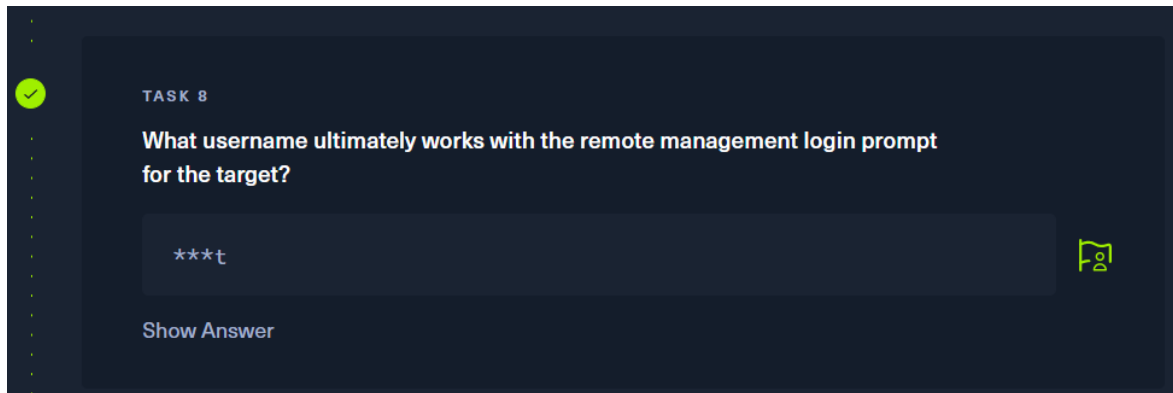 TASK 8
What username ultimately works with the remote management login prompt
for the target?
***t
Show Answer